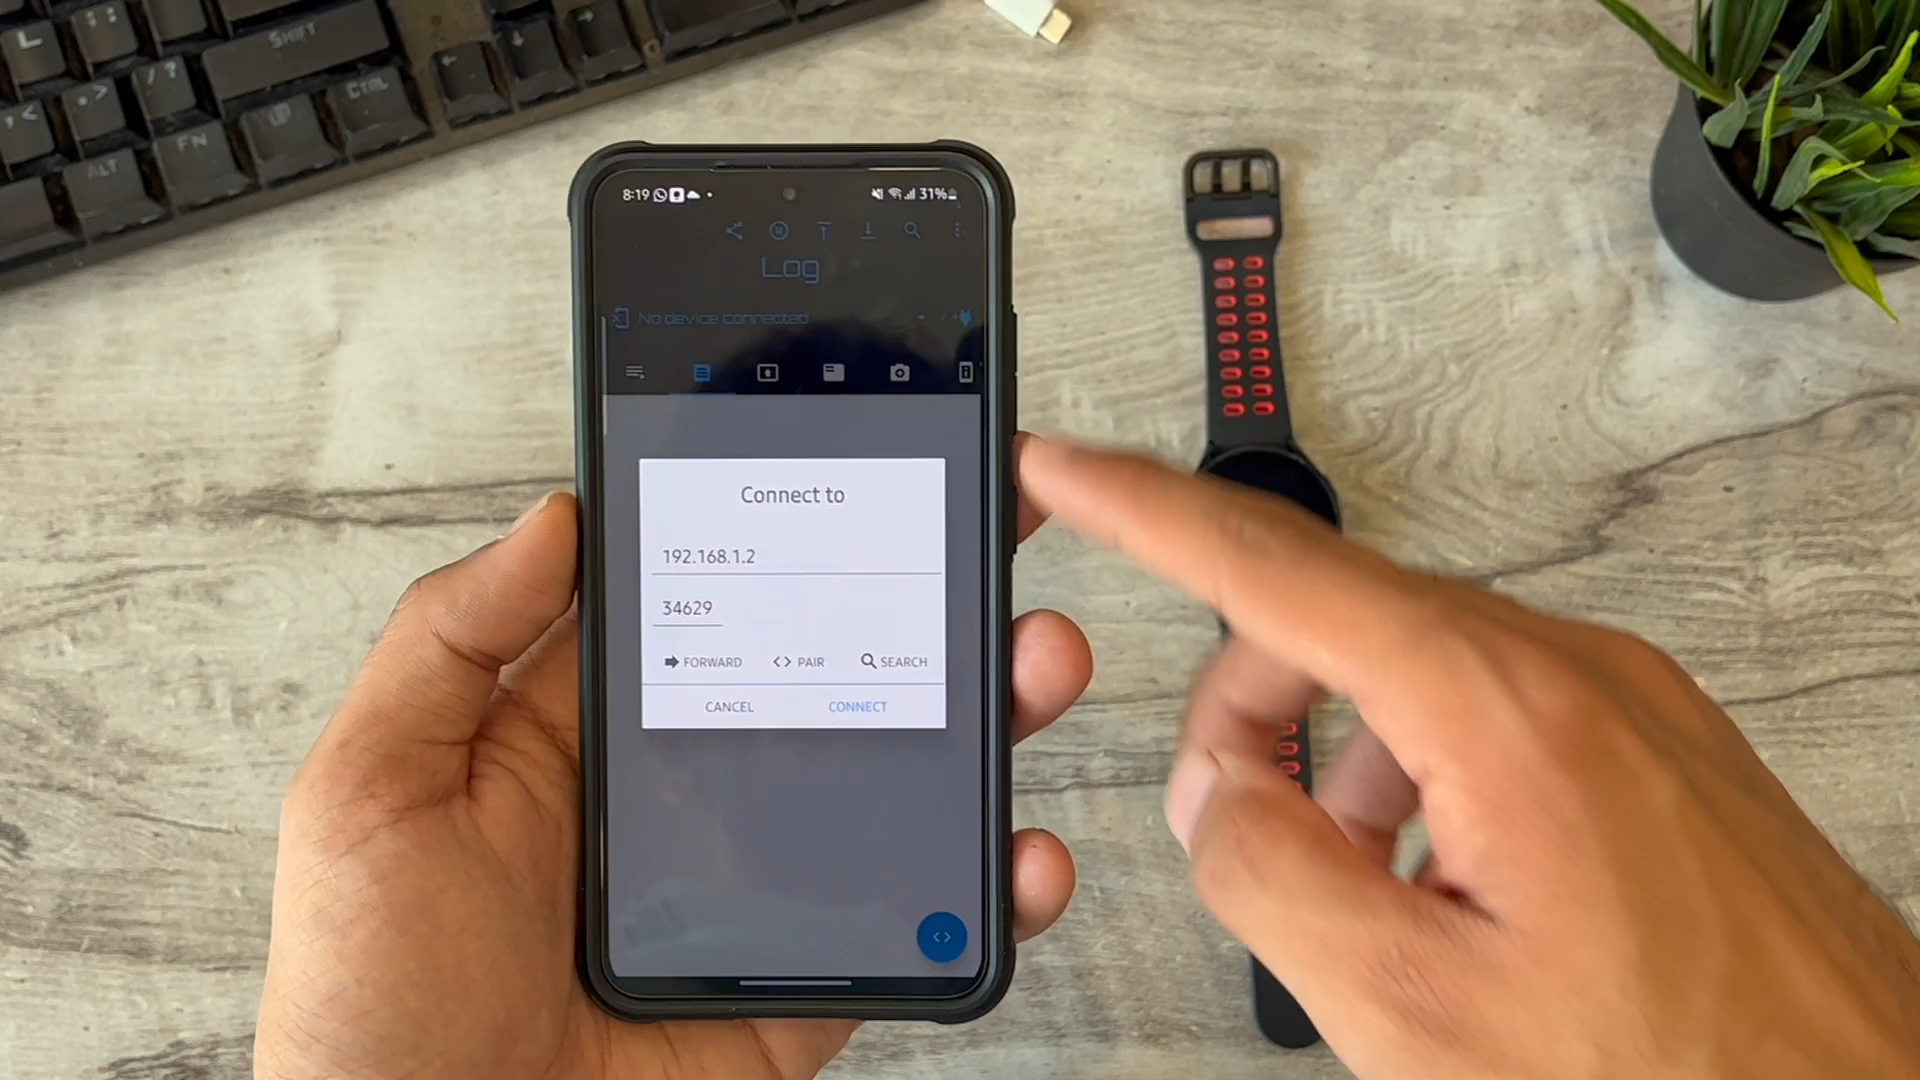 L
SHIFT
/ ?
. >
, <
FN
CTRL
ALT
8:19
31%
Log
No device connected
Connect to
192.168.1.2
34629
FORWARD
<> PAIR
SEARCH
CANCEL
CONNECT
<>